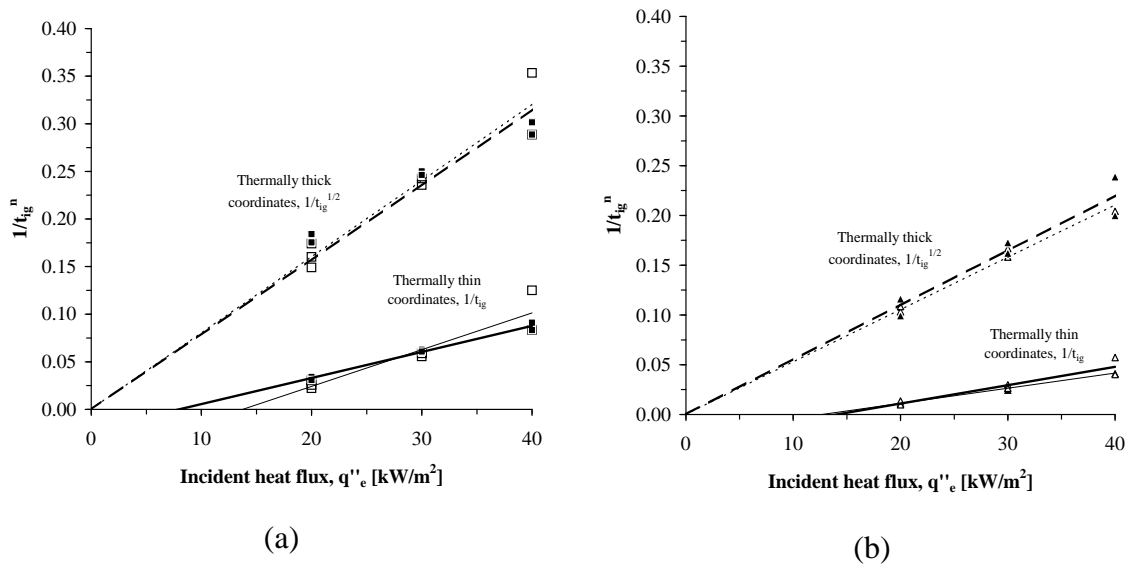 0.40
0.35
0.30
0.25
0.20
0.15
0.10
0.05
0.00
1/t_ig^n
Thermally thick
coordinates, 1/t_ig^1/2
Thermally thin
coordinates, 1/t_ig
0 10 20 30 40
Incident heat flux, q''_e [kW/m^2]
(a)
0.40
0.35
0.30
0.25
0.20
0.15
0.10
0.05
0.00
1/t_ig^n
Thermally thick
coordinates, 1/t_ig^1/2
Thermally thin
coordinates, 1/t_ig
0 10 20 30 40
Incident heat flux, q''_e [kW/m^2]
(b)